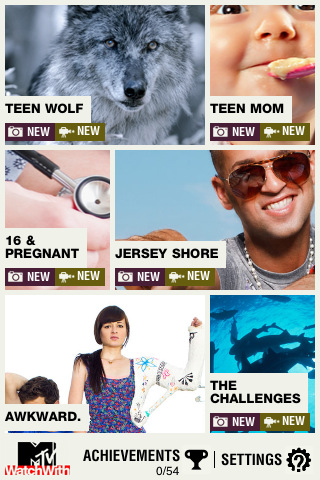 TEEN WOLF
NEW NEW
TEEN MOM
NEW NEW
16 &
PREGNANT
NEW NEW
JERSEY SHORE
NEW NEW
AWKWARD.
THE
CHALLENGES
NEW NEW
MTV
WatchWith
ACHIEVEMENTS
0/54
SETTINGS